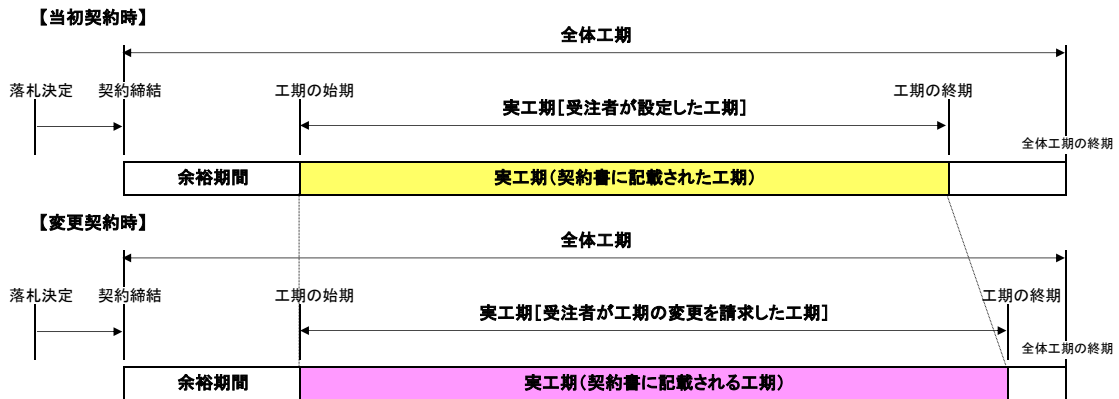 【当初契約時】
全体工期
落札決定 契約締結 工期の始期 工期の終期
実工期[受注者が設定した工期]
全体工期の終期
余裕期間 実工期(契約書に記載された工期)
【変更契約時】
全体工期
落札決定 契約締結 工期の始期 工期の終期
実工期[受注者が工期の変更を請求した工期]
全体工期の終期
余裕期間 実工期(契約書に記載される工期)